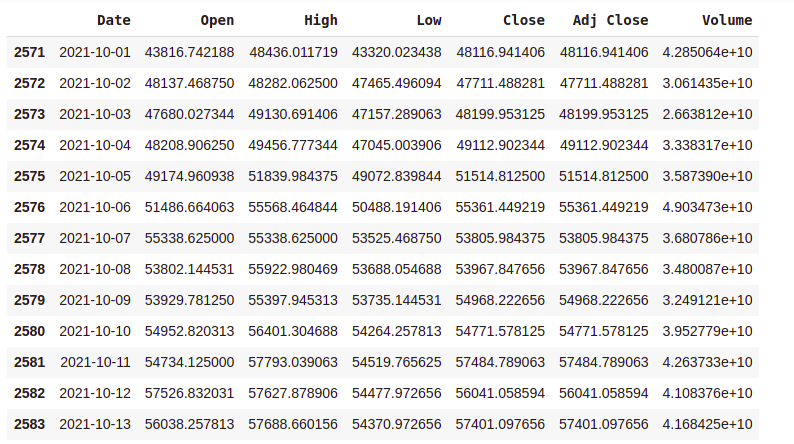 Date Open High Low Close Adj Close Volume
2571 2021-10-01 43816.742188 48436.011719 43320.023438 48116.941406 48116.941406 4.285064e+10
2572 2021-10-02 48137.468750 48282.062500 47465.496094 47711.488281 47711.488281 3.061435e+10
2573 2021-10-03 47680.027344 49130.691406 47157.289063 48199.953125 48199.953125 2.663812e+10
2574 2021-10-04 48208.906250 49456.777344 47045.003906 49112.902344 49112.902344 3.338317e+10
2575 2021-10-05 49174.960938 51839.984375 49072.839844 51514.812500 51514.812500 3.587390e+10
2576 2021-10-06 51486.664063 55568.464844 50488.191406 55361.449219 55361.449219 4.903473e+10
2577 2021-10-07 55338.625000 55338.625000 53525.468750 53805.984375 53805.984375 3.680786e+10
2578 2021-10-08 53802.144531 55922.980469 53688.054688 53967.847656 53967.847656 3.480087e+10
2579 2021-10-09 53929.781250 55397.945313 53735.144531 54968.222656 54968.222656 3.249121e+10
2580 2021-10-10 54952.820313 56401.304688 54264.257813 54771.578125 54771.578125 3.952779e+10
2581 2021-10-11 54734.125000 57793.039063 54519.765625 57484.789063 57484.789063 4.263733e+10
2582 2021-10-12 57526.832031 57627.878906 54477.972656 56041.058594 56041.058594 4.108376e+10
2583 2021-10-13 56038.257813 57688.660156 54370.972656 57401.097656 57401.097656 4.168425e+10